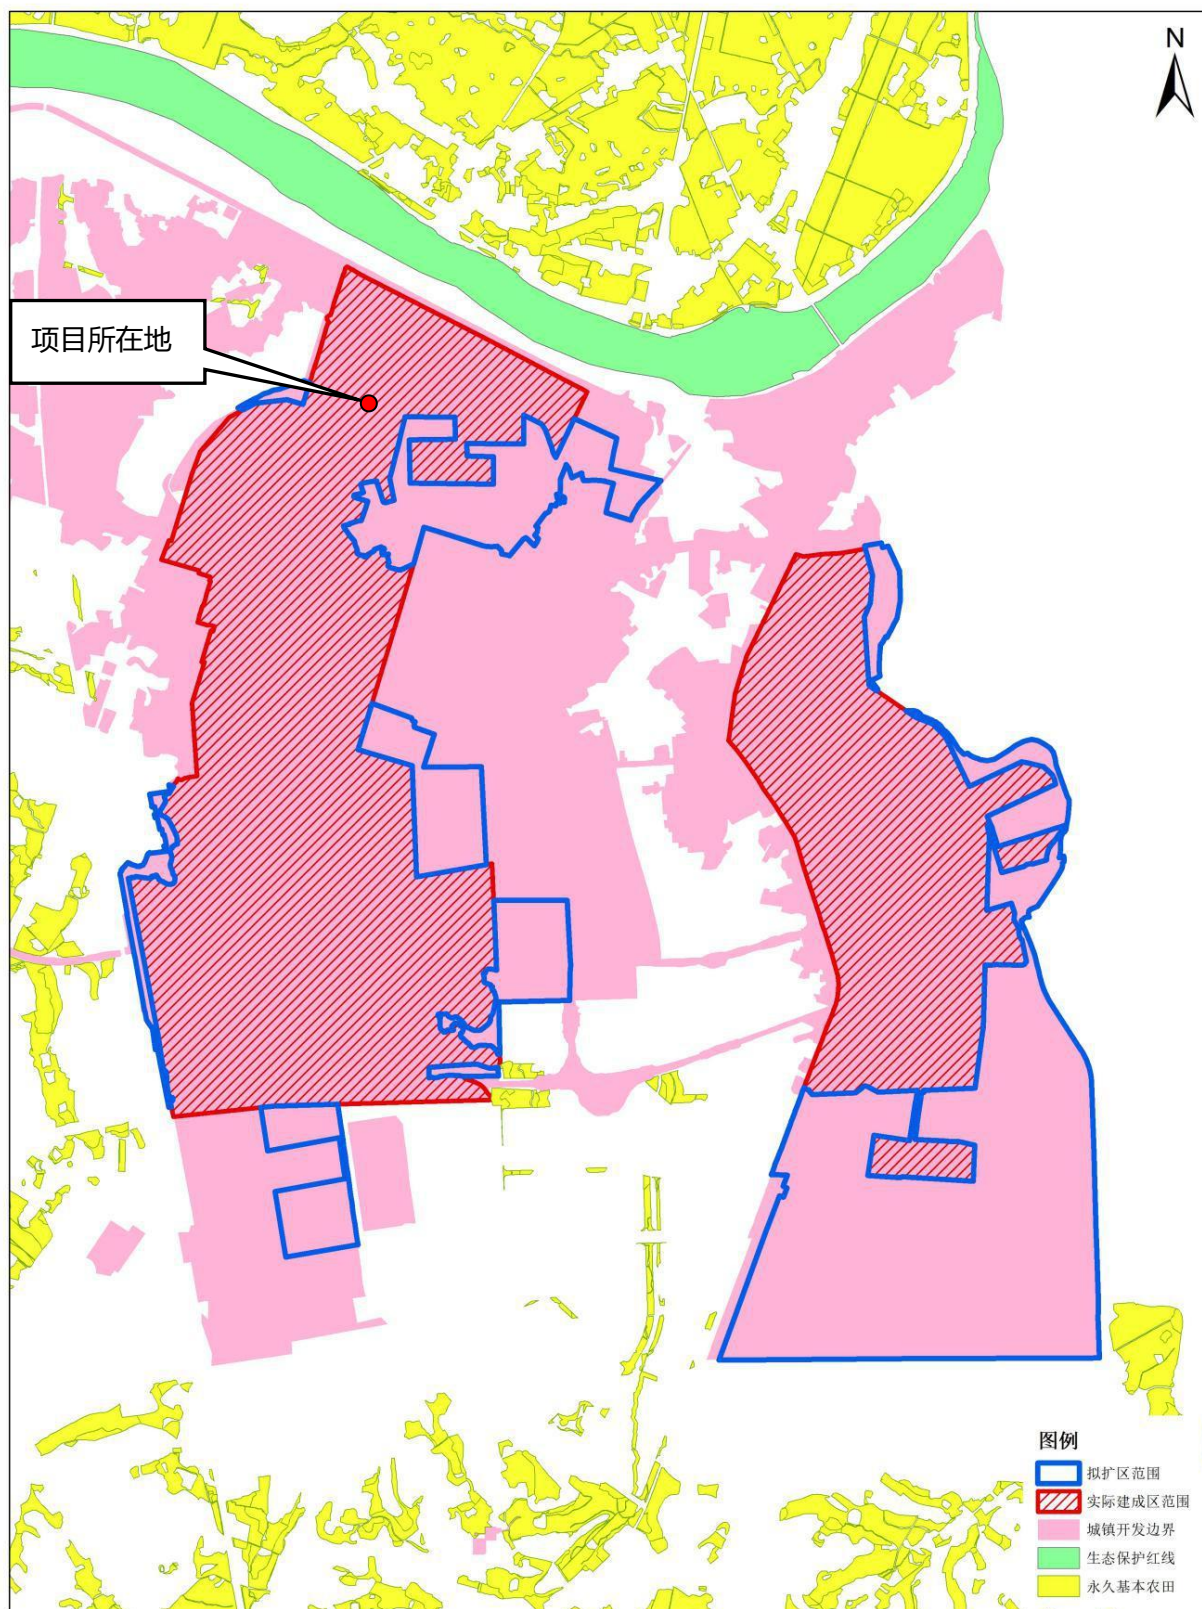 N
项目所在地
图例
拟扩区范围
实际建成区范围
城镇开发边界
生态保护红线
永久基本农田